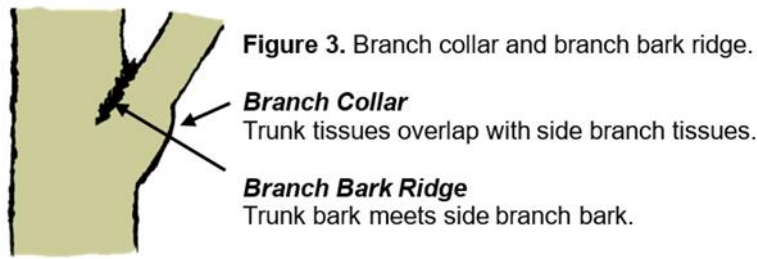 Figure 3. Branch collar and branch bark ridge.
Branch Collar
Trunk tissues overlap with side branch tissues.
Branch Bark Ridge
Trunk bark meets side branch bark.